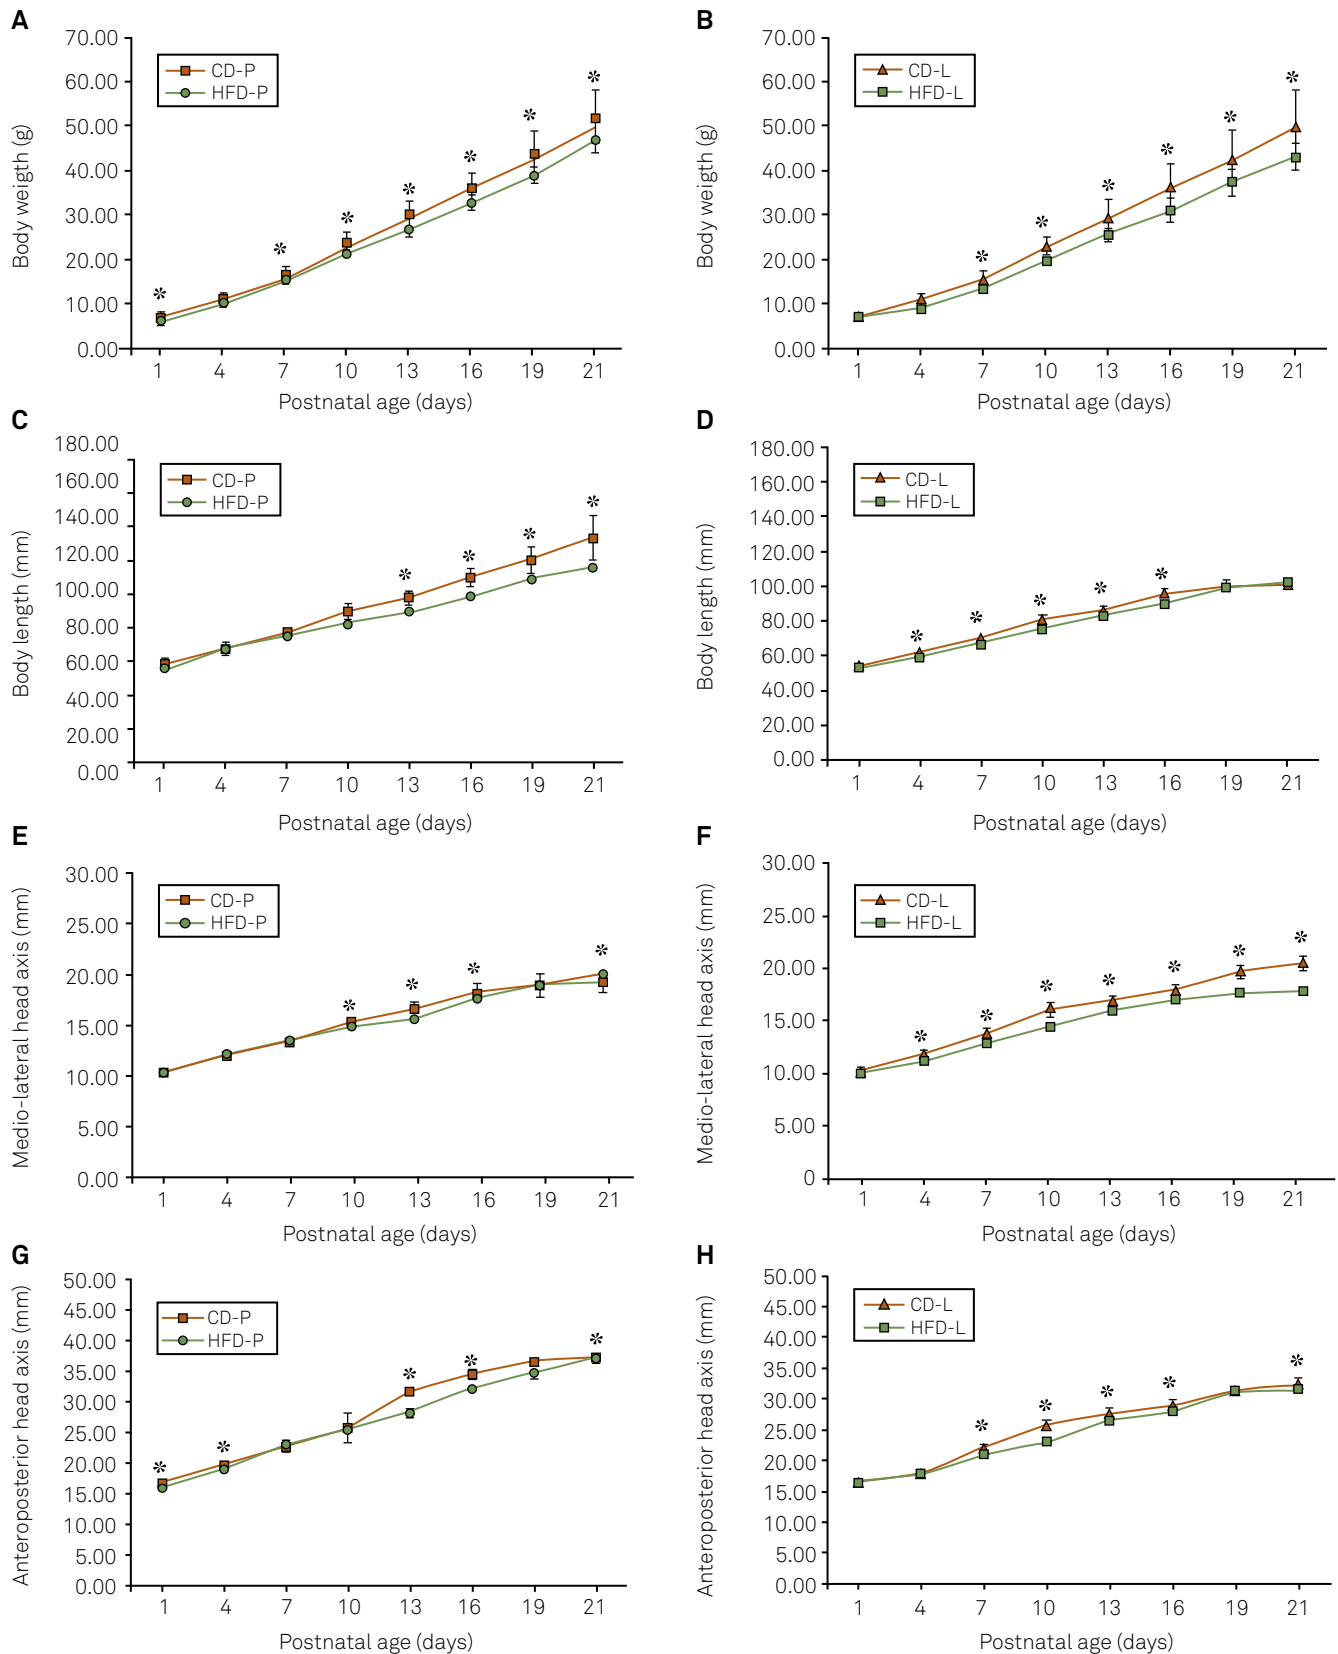 A
70.00
60.00
50.00
40.00
30.00
20.00
10.00
0.00
Body weigth (g)
CD-P
HFD-P
* * * * * * *
1 4 7 10 13 16 19 21
Postnatal age (days)
B
70.00
60.00
50.00
40.00
30.00
20.00
10.00
0.00
Body weigth (g)
CD-L
HFD-L
* * * * * *
1 4 7 10 13 16 19 21
Postnatal age (days)
C
180.00
160.00
140.00
120.00
100.00
80.00
60.00
40.00
20.00
0.00
Body length (mm)
CD-P
HFD-P
* * * *
1 4 7 10 13 16 19 21
Postnatal age (days)
D
180.00
160.00
140.00
120.00
100.00
80.00
60.00
40.00
20.00
0.00
Body length (mm)
CD-L
HFD-L
* * * * *
1 4 7 10 13 16 19 21
Postnatal age (days)
E
30.00
25.00
20.00
15.00
10.00
5.00
0.00
Medio-lateral head axis (mm)
CD-P
HFD-P
* * * *
1 4 7 10 13 16 19 21
Postnatal age (days)
F
30.00
25.00
20.00
15.00
10.00
5.00
0
Medio-lateral head axis (mm)
CD-L
HFD-L
* * * * * * *
1 4 7 10 13 16 19 21
Postnatal age (days)
G
50.00
45.00
40.00
35.00
30.00
25.00
20.00
15.00
10.00
5.00
0.00
Anteroposterior head axis (mm)
CD-P
HFD-P
* * * * *
1 4 7 10 13 16 19 21
Postnatal age (days)
H
50.00
45.00
40.00
35.00
30.00
25.00
20.00
15.00
10.00
5.00
0.00
Anteroposterior head axis (mm)
CD-L
HFD-L
* * * * *
1 4 7 10 13 16 19 21
Postnatal age (days)